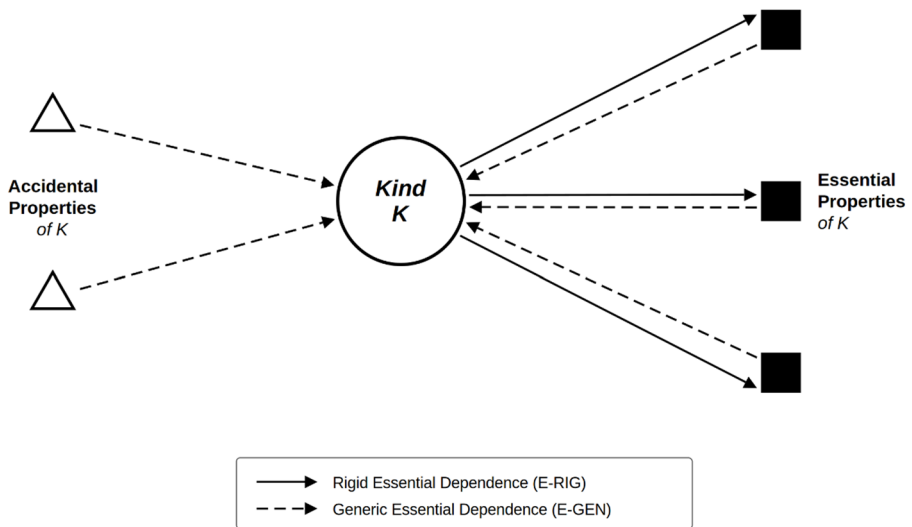 Accidental
Properties
of K
Kind
K
Essential
Properties
of K
Rigid Essential Dependence (E-RIG)
Generic Essential Dependence (E-GEN)